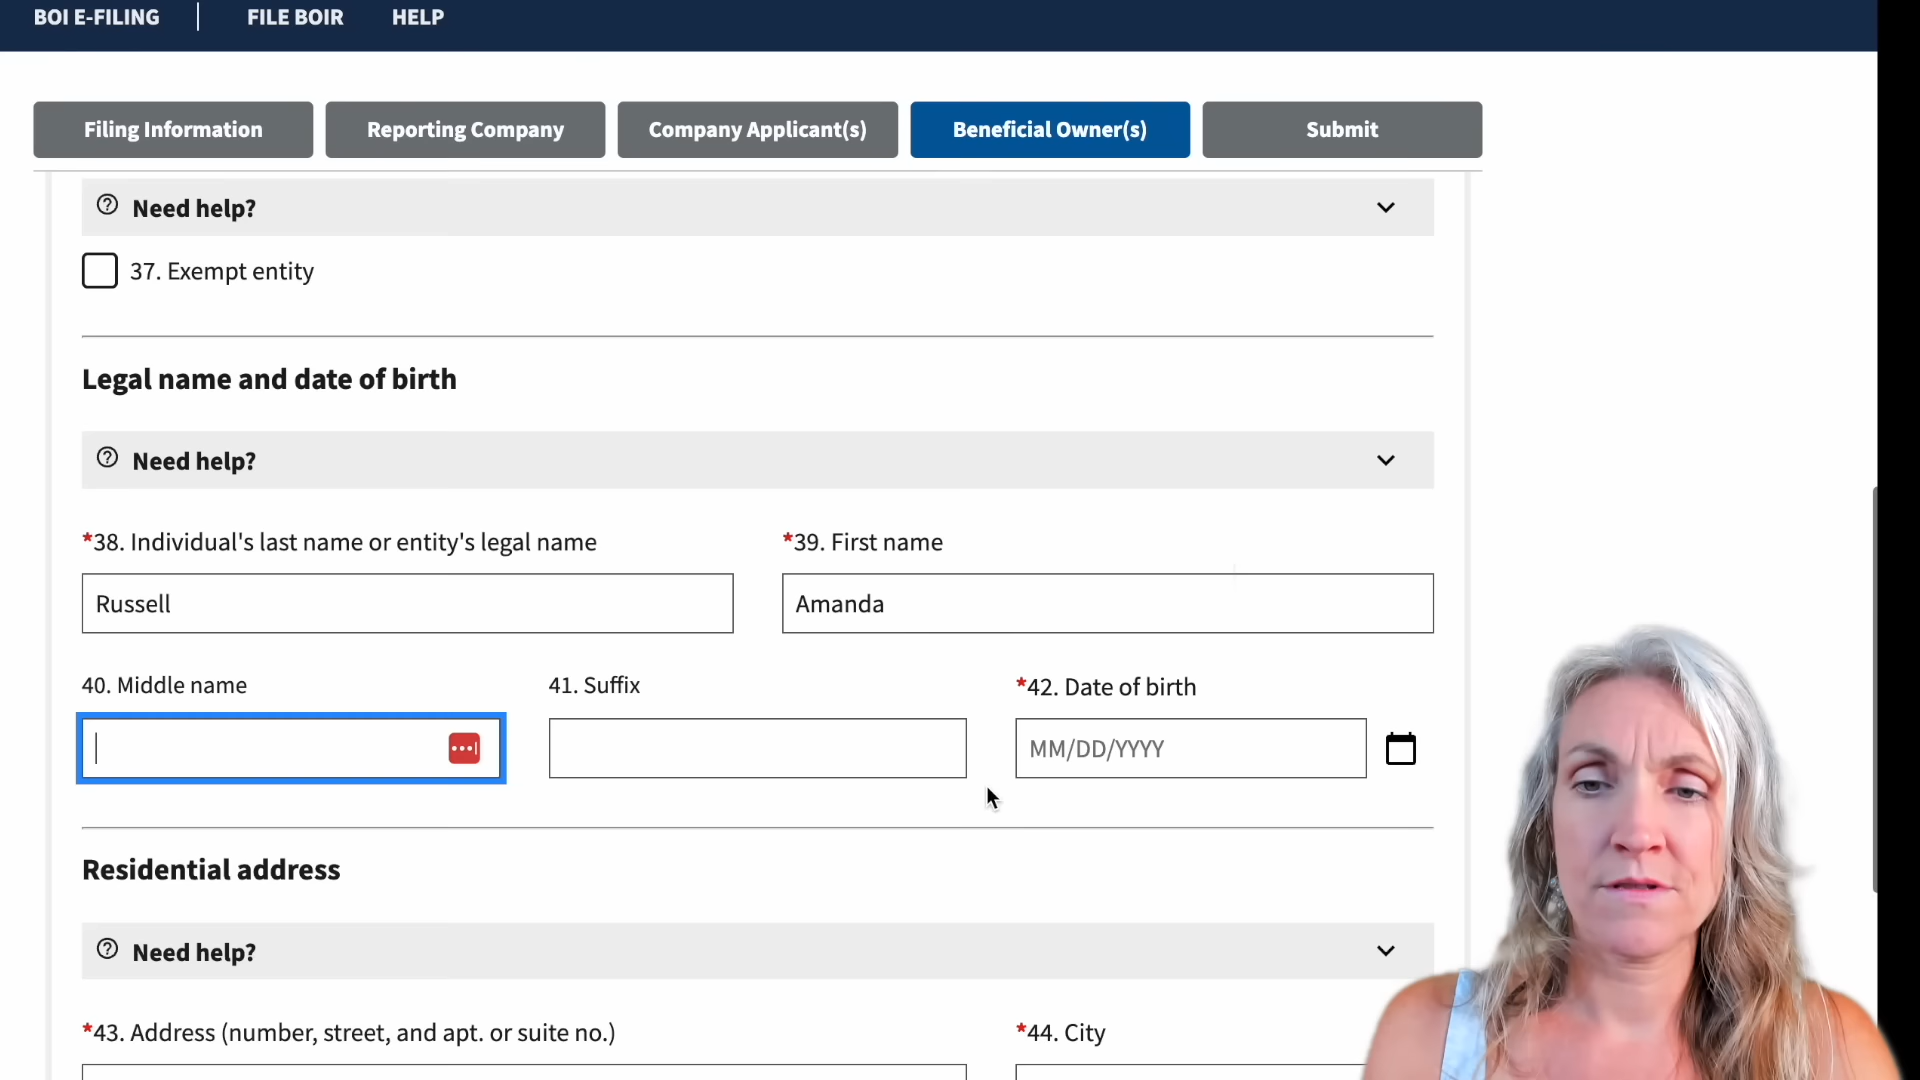 BOI E-FILING | FILE BOIR HELP
Filing Information Reporting Company Company Applicant(s) Beneficial Owner(s) Submit
Need help?
37. Exempt entity
Legal name and date of birth
Need help?
*38. Individual's last name or entity's legal name *39. First name
Russell Amanda
40. Middle name 41. Suffix *42. Date of birth
MM/DD/YYYY
Residential address
Need help?
*43. Address (number, street, and apt. or suite no.) *44. City